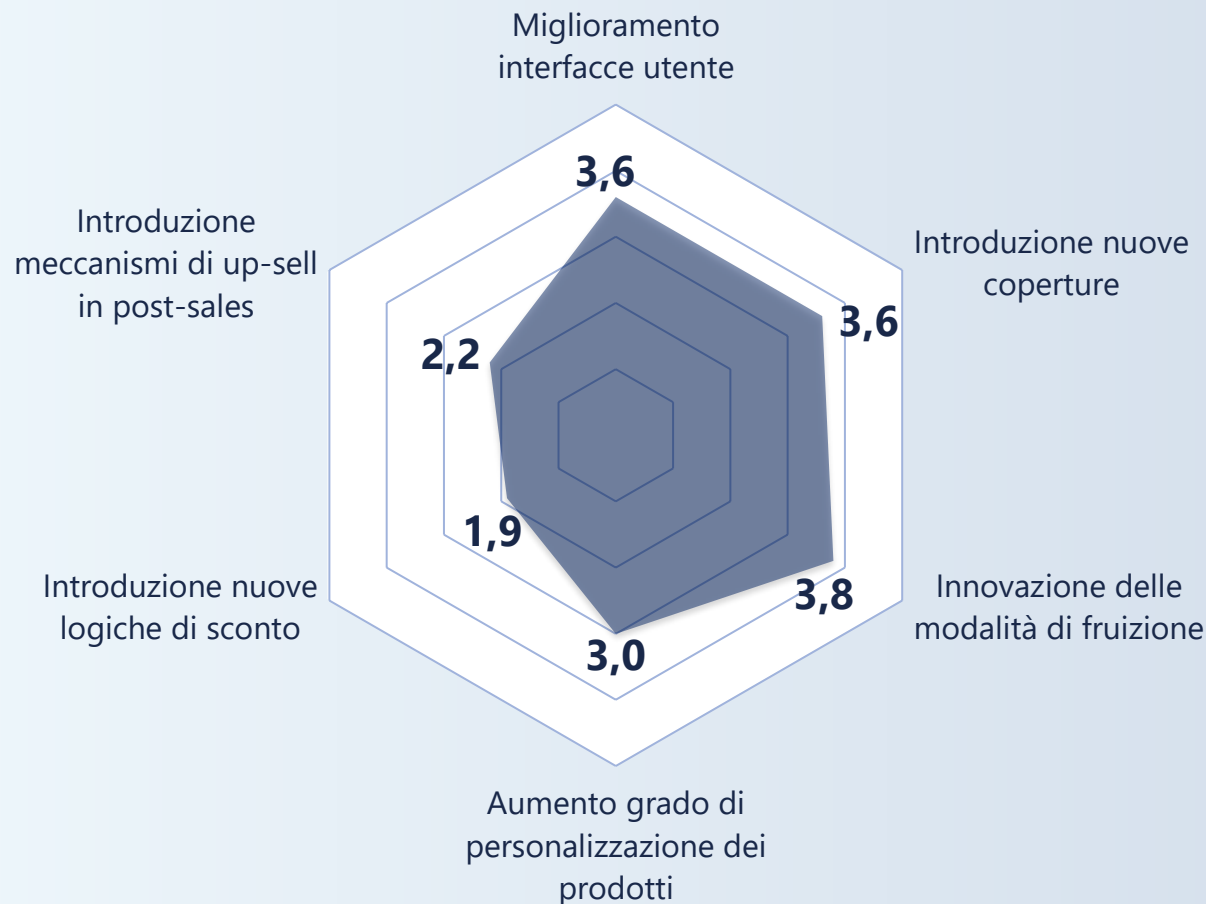 Miglioramento
interfacce utente
3,6
Introduzione nuove
coperture
3,6
Innovazione delle
modalità di fruizione
3,8
Aumento grado di
personalizzazione dei
prodotti
3,0
Introduzione nuove
logiche di sconto
1,9
Introduzione
meccanismi di up-sell
in post-sales
2,2